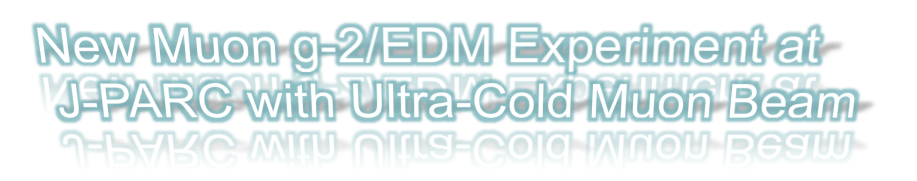 New Muon g-2/EDM Experiment at
J-PARC with Ultra-Cold Muon Beam